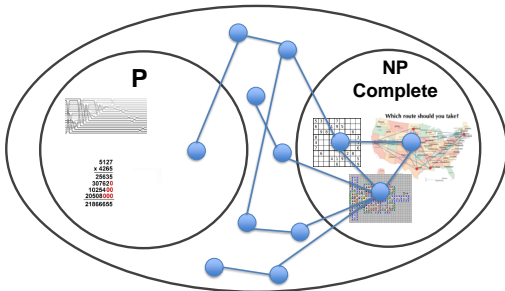 P
NP
Complete
Which route should you take?
5127
x 4265
25635
307620
1025400
20508000
21866655